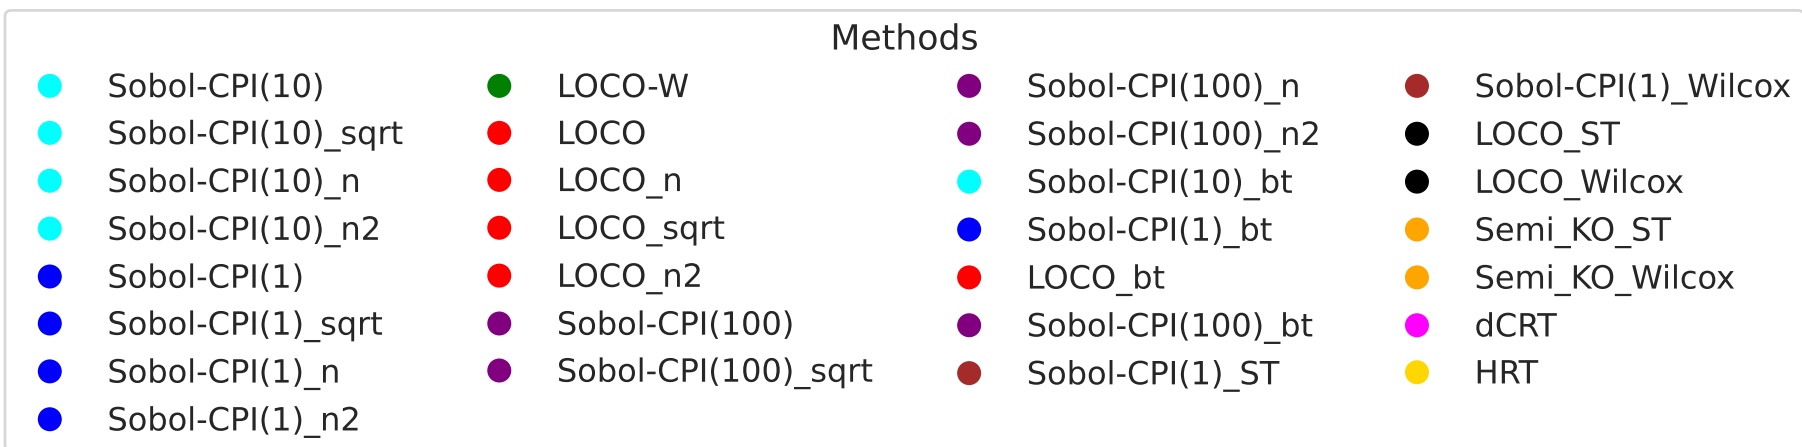 Methods
Sobol-CPI(10)
Sobol-CPI(10)_sqrt
Sobol-CPI(10)_n
Sobol-CPI(10)_n2
Sobol-CPI(1)
Sobol-CPI(1)_sqrt
Sobol-CPI(1)_n
Sobol-CPI(1)_n2
LOCO-W
LOCO
LOCO_n
LOCO_sqrt
LOCO_n2
Sobol-CPI(100)
Sobol-CPI(100)_sqrt
Sobol-CPI(100)_n
Sobol-CPI(100)_n2
Sobol-CPI(10)_bt
Sobol-CPI(1)_bt
LOCO_bt
Sobol-CPI(100)_bt
Sobol-CPI(1)_ST
Sobol-CPI(1)_Wilcox
LOCO_ST
LOCO_Wilcox
Semi_KO_ST
Semi_KO_Wilcox
dCRT
HRT